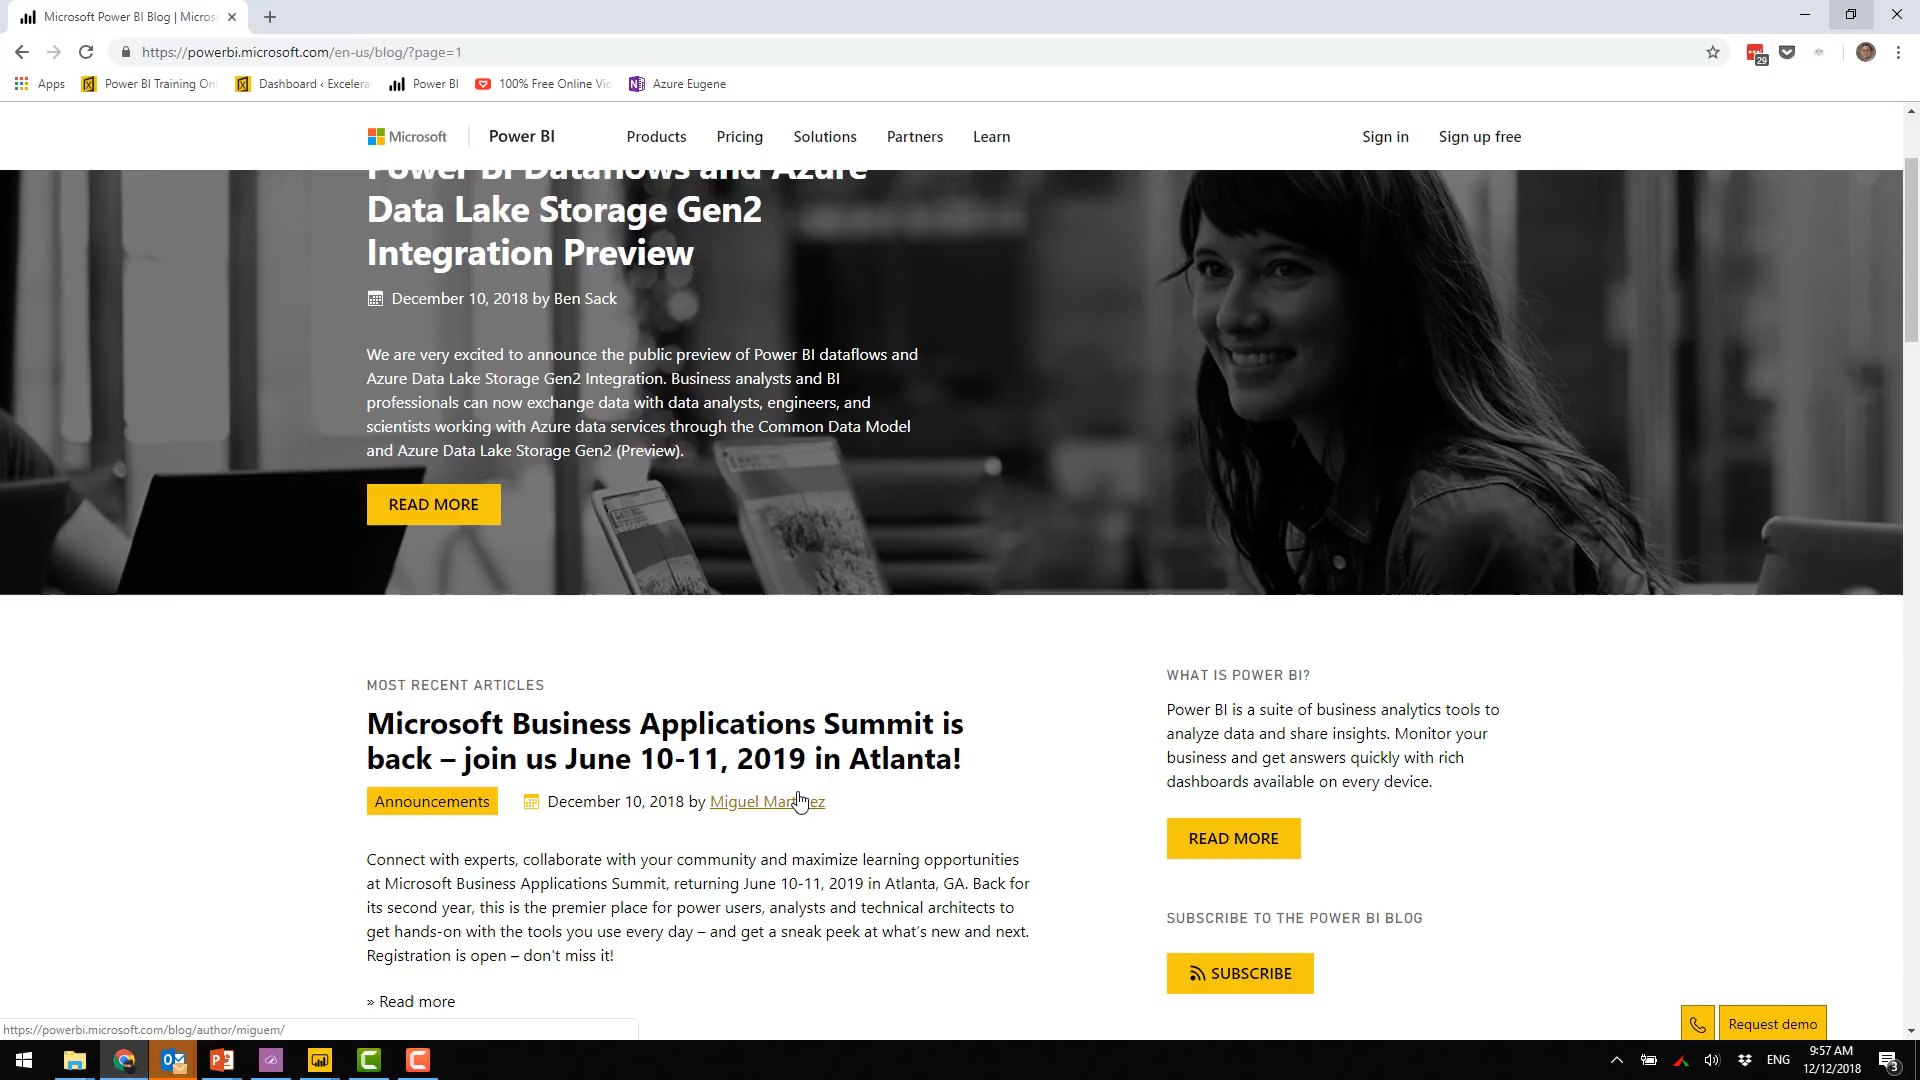 Microsoft Power BI Blog | Micros
https://powerbi.microsoft.com/en-us/blog/?page=1
29
Apps
Power BI Training Onl
Dashboard ‹ Excelera
Power BI
100% Free Online Vid
Azure Eugene
Microsoft
Power BI
Products
Pricing
Solutions
Partners
Learn
Sign in
Sign up free
Power BI Dataflows and Azure
Data Lake Storage Gen2
Integration Preview
December 10, 2018 by Ben Sack
We are very excited to announce the public preview of Power BI dataflows and
Azure Data Lake Storage Gen2 Integration. Business analysts and BI
professionals can now exchange data with data analysts, engineers, and
scientists working with Azure data services through the Common Data Model
and Azure Data Lake Storage Gen2 (Preview).
READ MORE
MOST RECENT ARTICLES
Microsoft Business Applications Summit is
back – join us June 10-11, 2019 in Atlanta!
Announcements
December 10, 2018 by Miguel Martinez
Connect with experts, collaborate with your community and maximize learning opportunities
at Microsoft Business Applications Summit, returning June 10-11, 2019 in Atlanta, GA. Back for
its second year, this is the premier place for power users, analysts and technical architects to
get hands-on with the tools you use every day – and get a sneak peek at what's new and next.
Registration is open – don't miss it!
» Read more
WHAT IS POWER BI?
Power BI is a suite of business analytics tools to
analyze data and share insights. Monitor your
business and get answers quickly with rich
dashboards available on every device.
READ MORE
SUBSCRIBE TO THE POWER BI BLOG
SUBSCRIBE
Request demo
https://powerbi.microsoft.com/blog/author/miguem/
ENG
9:57 AM
12/12/2018
3